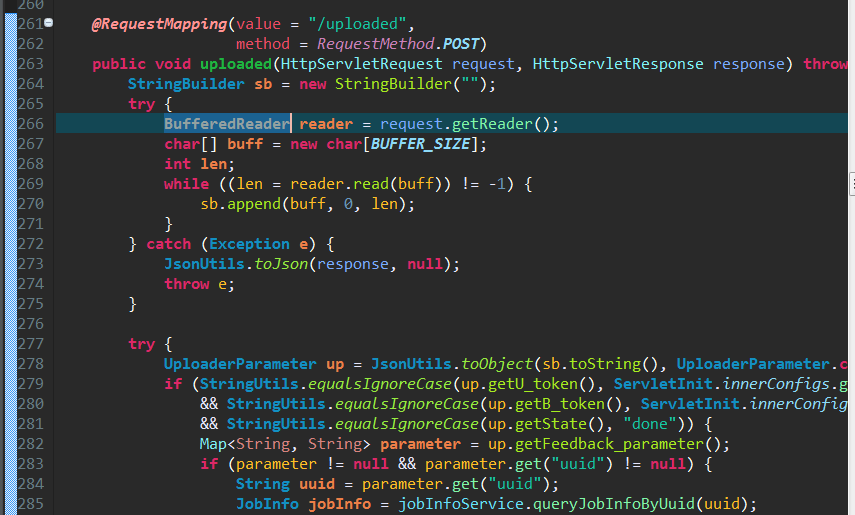 260
261 @RequestMapping(value = "/uploaded",
262 method = RequestMethod.POST)
263 public void uploaded(HttpServletRequest request, HttpServletResponse response) throw
264 StringBuilder sb = new StringBuilder("");
265 try {
266 BufferedReader reader = request.getReader();
267 char[] buff = new char[BUFFER_SIZE];
268 int len;
269 while ((len = reader.read(buff)) != -1) {
270 sb.append(buff, 0, len);
271 }
272 } catch (Exception e) {
273 JsonUtils.toJson(response, null);
274 throw e;
275 }
276
277 try {
278 UploaderParameter up = JsonUtils.toObject(sb.toString(), UploaderParameter.c
279 if (StringUtils.equalsIgnoreCase(up.getU_token(), ServletInit.innerConfigs.g
280 && StringUtils.equalsIgnoreCase(up.getB_token(), ServletInit.innerConfig
281 && StringUtils.equalsIgnoreCase(up.getState(), "done")) {
282 Map<String, String> parameter = up.getFeedback_parameter();
283 if (parameter != null && parameter.get("uuid") != null) {
284 String uuid = parameter.get("uuid");
285 JobInfo jobInfo = jobInfoService.queryJobInfoByUuid(uuid);